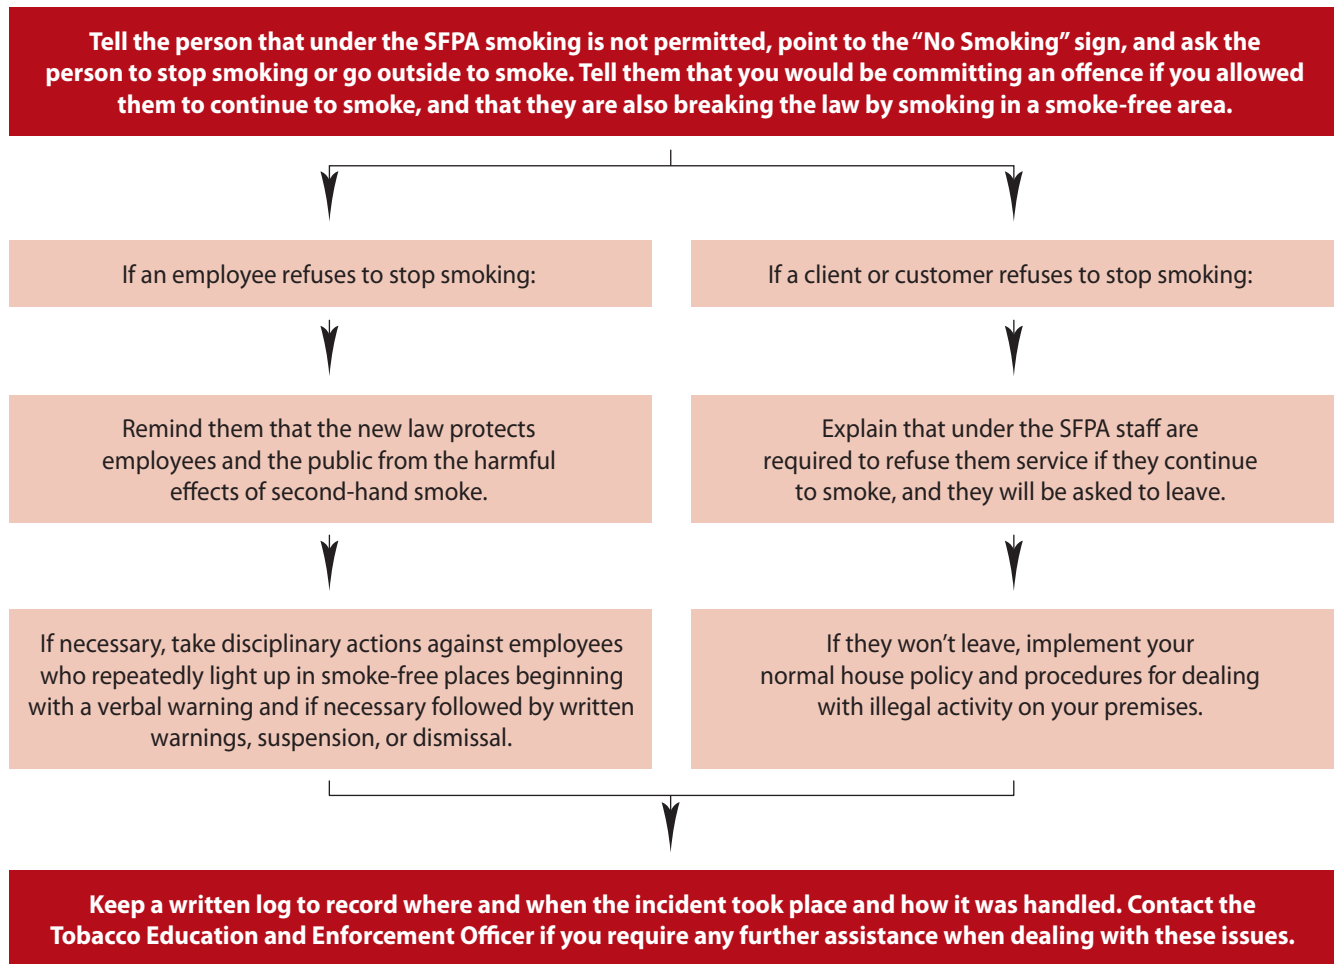 Tell the person that under the SFPA smoking is not permitted, point to the “No Smoking” sign, and ask the
person to stop smoking or go outside to smoke. Tell them that you would be committing an offence if you allowed
them to continue to smoke, and that they are also breaking the law by smoking in a smoke-free area.
If an employee refuses to stop smoking:
Remind them that the new law protects
employees and the public from the harmful
effects of second-hand smoke.
If necessary, take disciplinary actions against employees
who repeatedly light up in smoke-free places beginning
with a verbal warning and if necessary followed by written
warnings, suspension, or dismissal.
If a client or customer refuses to stop smoking:
Explain that under the SFPA staff are
required to refuse them service if they continue
to smoke, and they will be asked to leave.
If they won’t leave, implement your
normal house policy and procedures for dealing
with illegal activity on your premises.
Keep a written log to record where and when the incident took place and how it was handled. Contact the
Tobacco Education and Enforcement Officer if you require any further assistance when dealing with these issues.